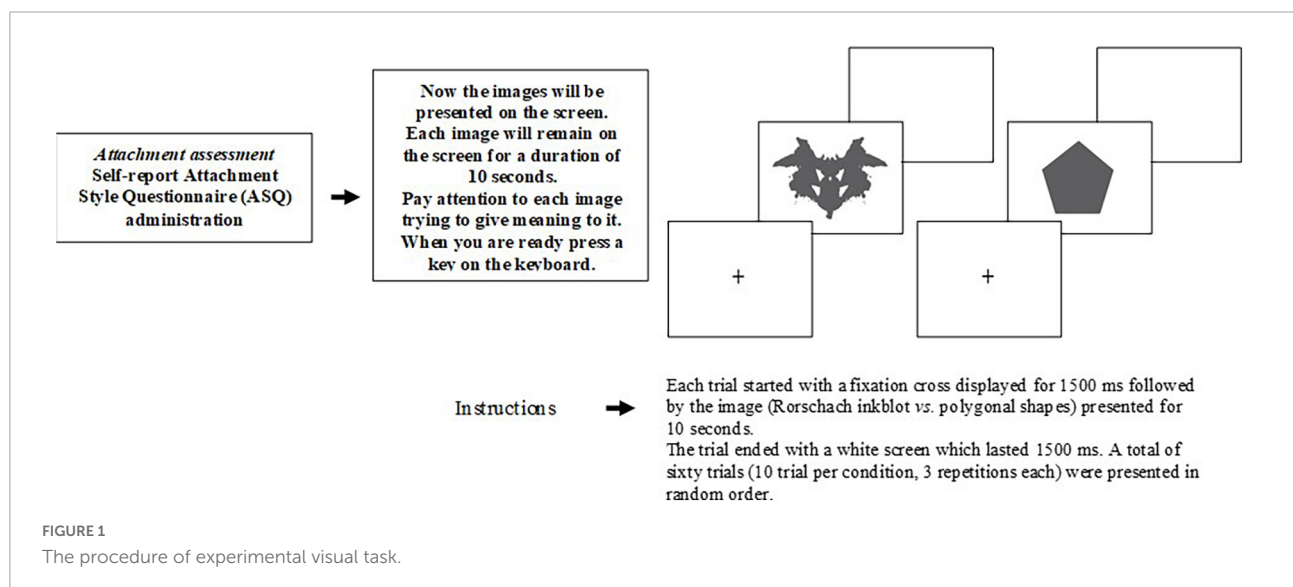 Attachment assessment
Self-report Attachment
Style Questionnaire (ASQ)
administration
Now the images will be
presented on the screen.
Each image will remain on
the screen for a duration of
10 seconds.
Pay attention to each image
trying to give meaning to it.
When you are ready press a
key on the keyboard.
+
+
Instructions
Each trial started with a fixation cross displayed for 1500 ms followed
by the image (Rorschach inkblot vs. polygonal shapes) presented for
10 seconds.
The trial ended with a white screen which lasted 1500 ms. A total of
sixty trials (10 trial per condition, 3 repetitions each) were presented in
random order.
FIGURE 1
The procedure of experimental visual task.